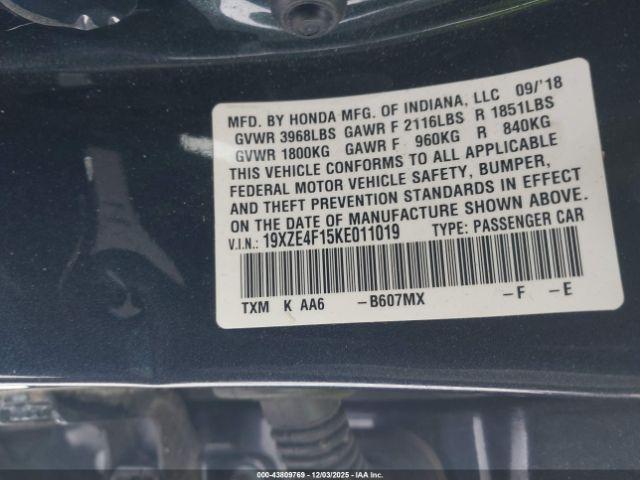 MFD. BY HONDA MFG. OF INDIANA, LLC 09/'18
GVWR 3968LBS GAWR F 2116LBS R 1851LBS
GVWR 1800KG GAWR F 960KG R 840KG
THIS VEHICLE CONFORMS TO ALL APPLICABLE
FEDERAL MOTOR VEHICLE SAFETY, BUMPER,
AND THEFT PREVENTION STANDARDS IN EFFECT
ON THE DATE OF MANUFACTURE SHOWN ABOVE.
V.I.N.: 19XZE4F15KE011019 TYPE: PASSENGER CAR
TXM K AA6 -B607MX -F -E
000-43809769 - 12/03/2025 - IAA Inc.